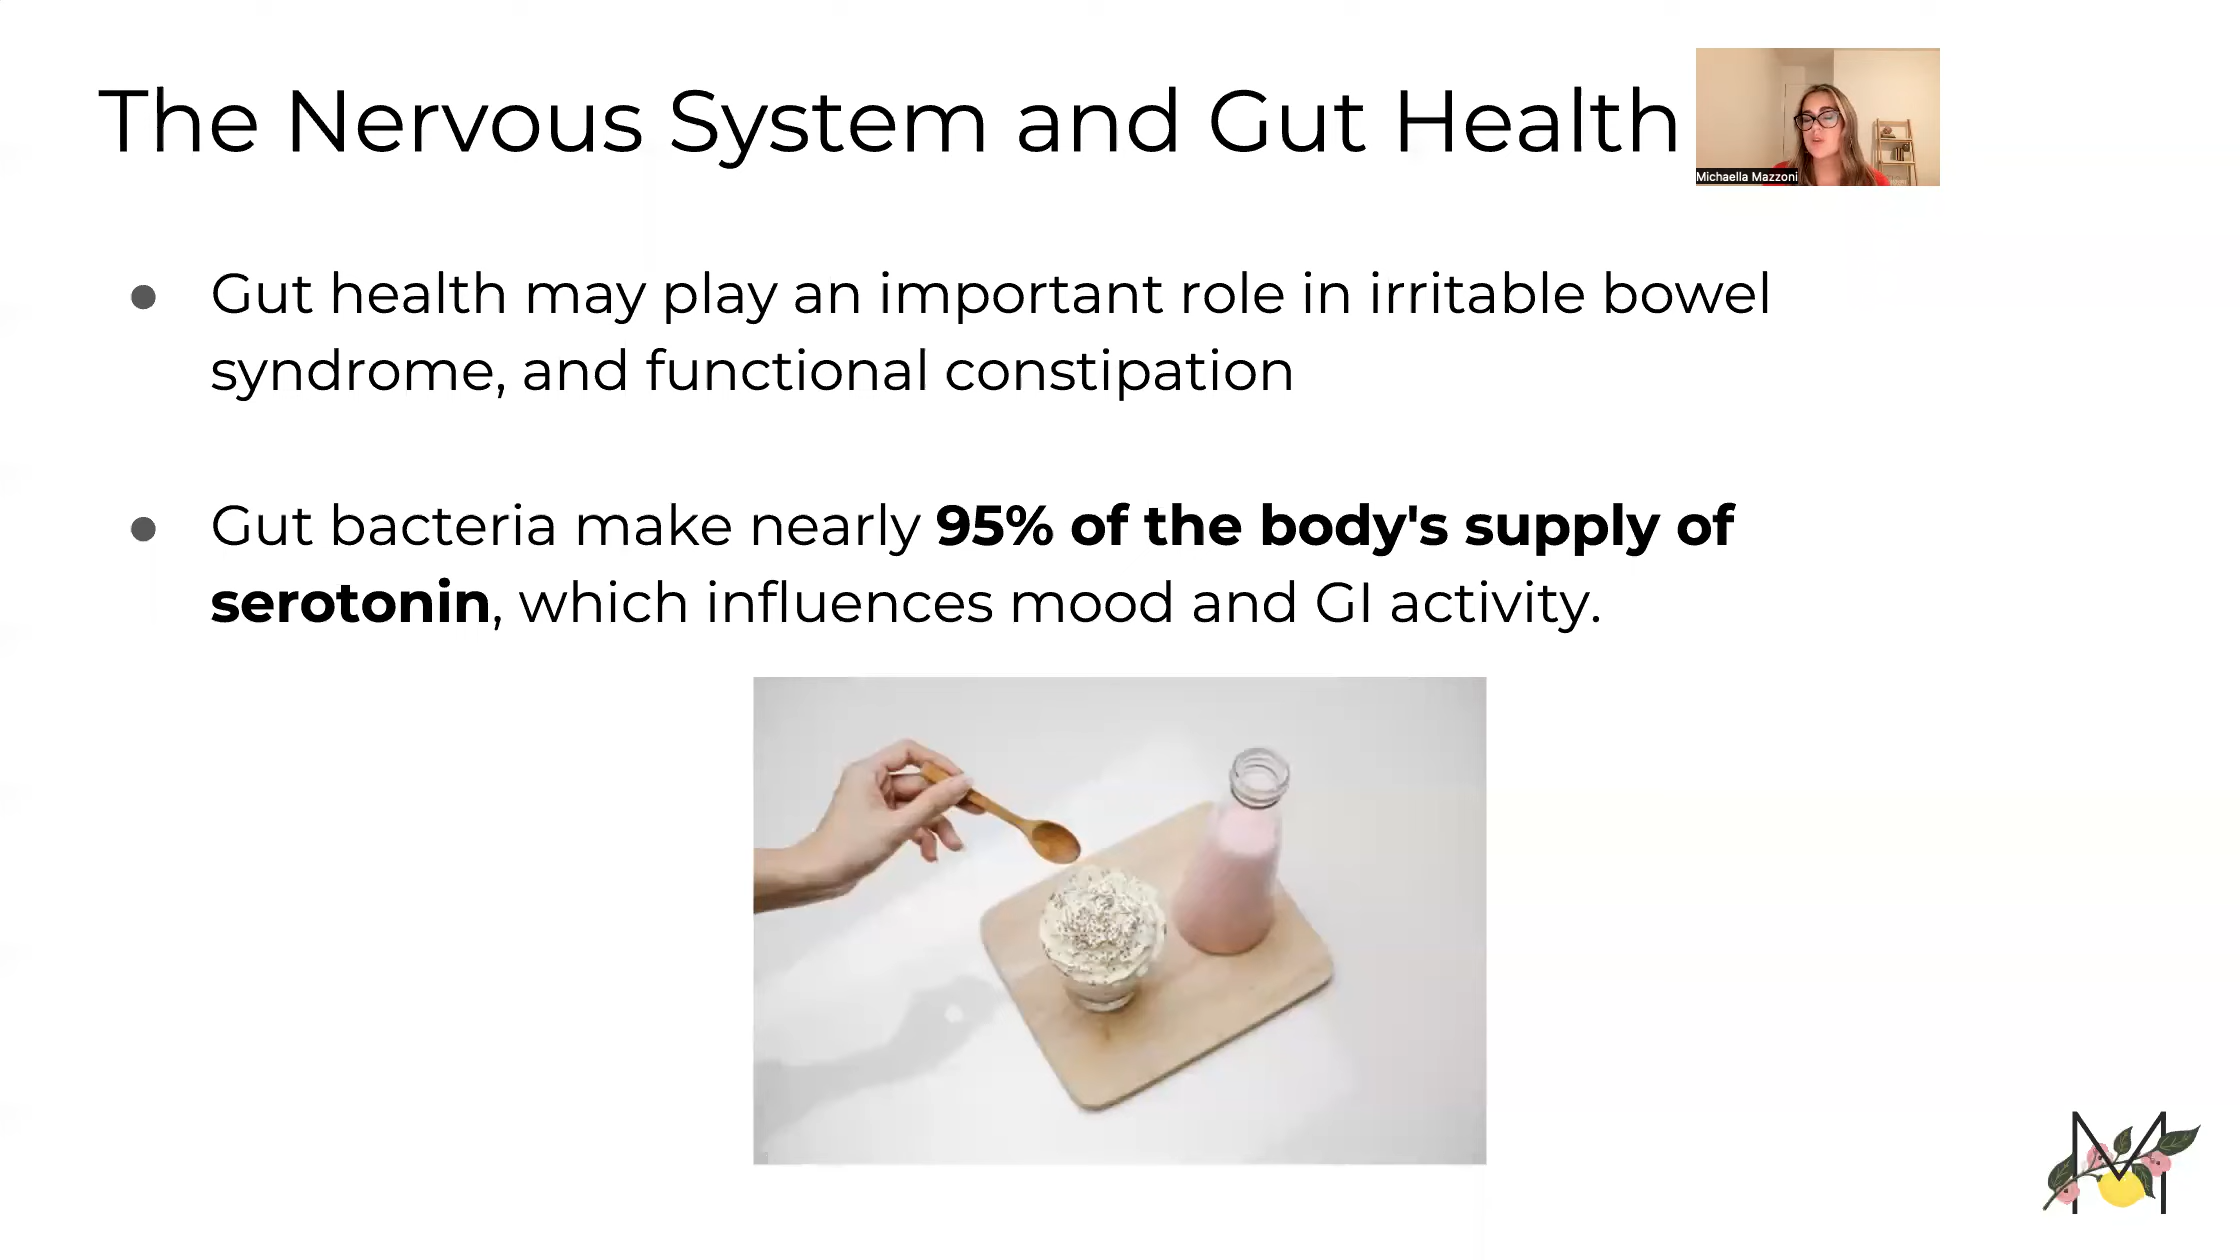 The Nervous System and Gut Health
Michaella Mazzoni
Gut health may play an important role in irritable bowel
syndrome, and functional constipation
Gut bacteria make nearly 95% of the body's supply of
serotonin, which influences mood and GI activity.
M